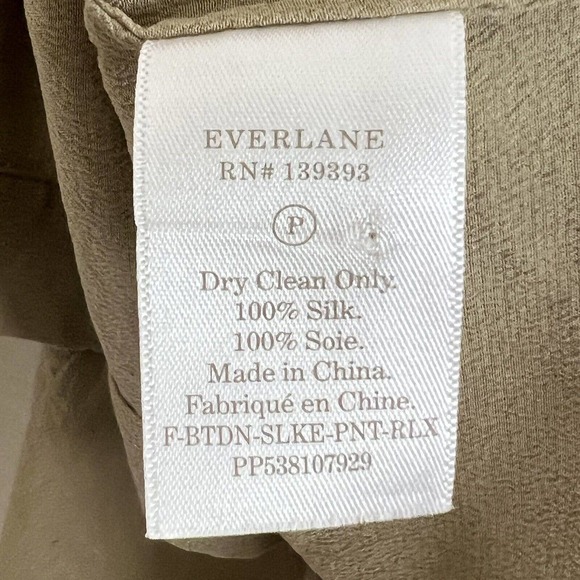 EVERLANE
RN# 139393
P
Dry Clean Only.
100% Silk.
100% Soie.
Made in China.
Fabriqué en Chine.
F-BTDN-SLKE-PNT-RLX
PP538107929